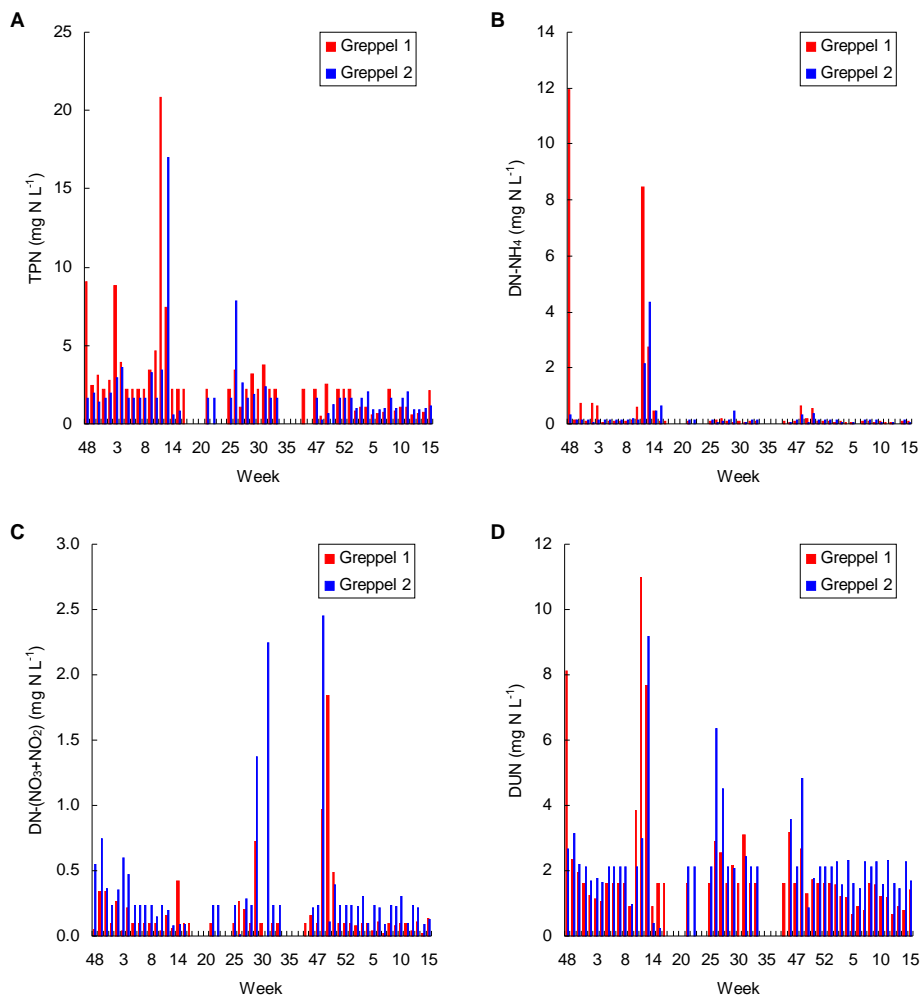 A
25
20
15
10
5
0
TPN (mg N L⁻¹)
Greppel 1
Greppel 2
48 3 8 14 20 25 30 35 47 52 5 10 15
Week
B
14
12
10
8
6
4
2
0
DN-NH₄ (mg N L⁻¹)
Greppel 1
Greppel 2
48 3 8 14 20 25 30 35 47 52 5 10 15
Week
C
3.0
2.5
2.0
1.5
1.0
0.5
0.0
DN-(NO₃+NO₂) (mg N L⁻¹)
Greppel 1
Greppel 2
48 3 8 14 20 25 30 35 47 52 5 10 15
Week
D
12
10
8
6
4
2
0
DUN (mg N L⁻¹)
Greppel 1
Greppel 2
48 3 8 14 20 25 30 35 47 52 5 10 15
Week